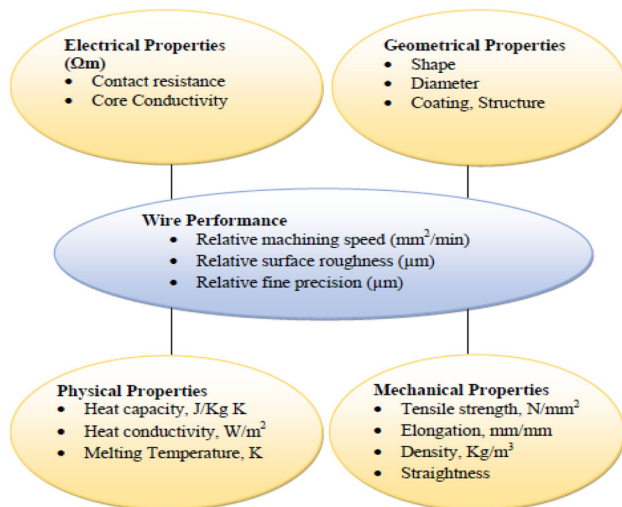 Electrical Properties
(Ωm)
• Contact resistance
• Core Conductivity
Geometrical Properties
• Shape
• Diameter
• Coating, Structure
Wire Performance
• Relative machining speed (mm²/min)
• Relative surface roughness (µm)
• Relative fine precision (µm)
Physical Properties
• Heat capacity, J/Kg K
• Heat conductivity, W/m²
• Melting Temperature, K
Mechanical Properties
• Tensile strength, N/mm²
• Elongation, mm/mm
• Density, Kg/m³
• Straightness